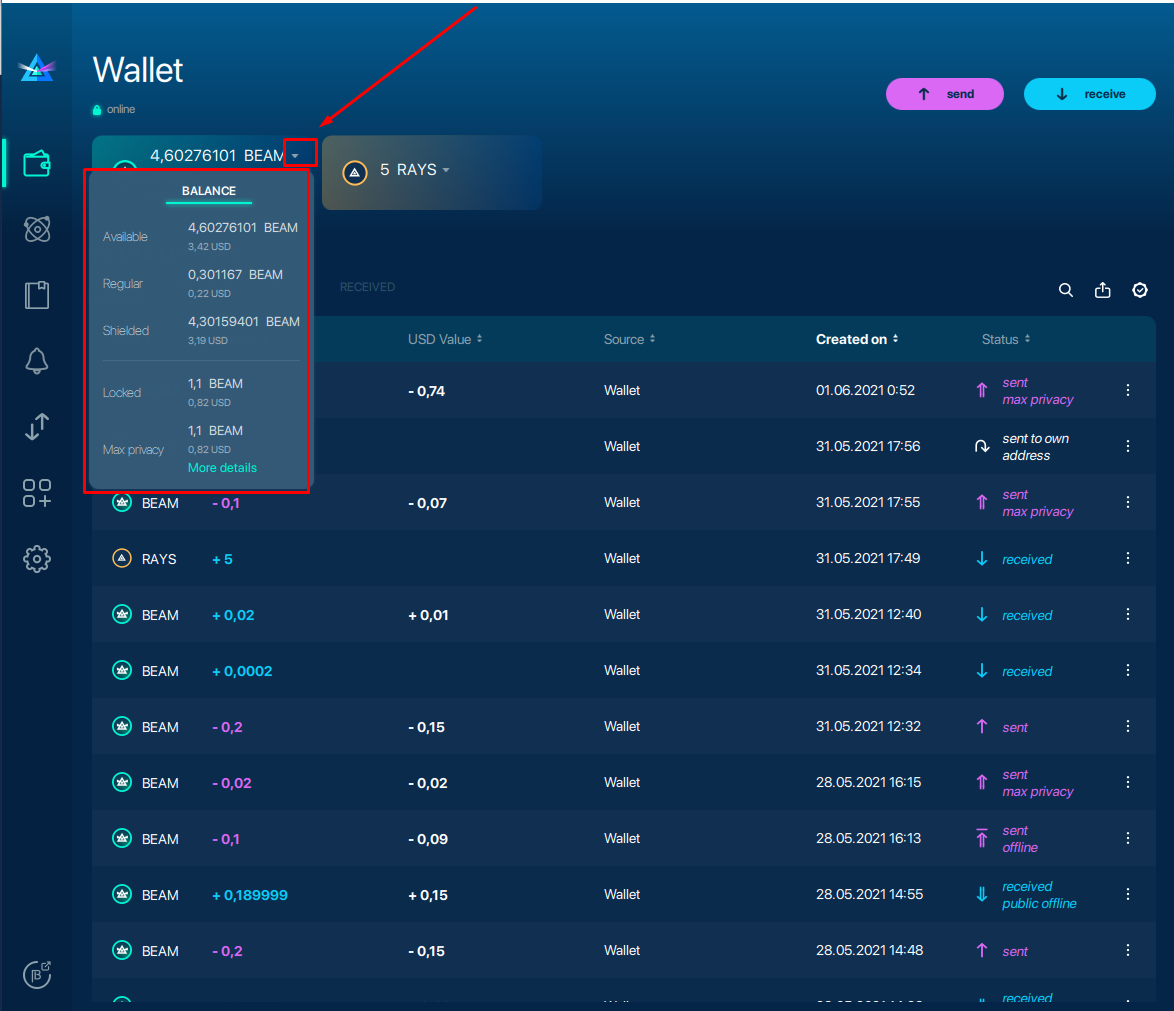 Wallet
online
send
receive
4,60276101 BEAM
5 RAYS
BALANCE
Available
4,60276101 BEAM
3,42 USD
Regular
0,301167 BEAM
0,22 USD
Shielded
4,30159401 BEAM
3,19 USD
Locked
1,1 BEAM
0,82 USD
Max privacy
1,1 BEAM
0,82 USD
More details
RECEIVED
USD Value Source Created on Status
- 0,74 Wallet 01.06.2021 0:52 sent
max privacy
Wallet 31.05.2021 17:56 sent to own
address
BEAM - 0,1 - 0,07 Wallet 31.05.2021 17:55 sent
max privacy
RAYS + 5 Wallet 31.05.2021 17:49 received
BEAM + 0,02 + 0,01 Wallet 31.05.2021 12:40 received
BEAM + 0,0002 Wallet 31.05.2021 12:34 received
BEAM - 0,2 - 0,15 Wallet 31.05.2021 12:32 sent
BEAM - 0,02 - 0,02 Wallet 28.05.2021 16:15 sent
max privacy
BEAM - 0,1 - 0,09 Wallet 28.05.2021 16:13 sent
offline
BEAM + 0,189999 + 0,15 Wallet 28.05.2021 14:55 received
public offline
BEAM - 0,2 - 0,15 Wallet 28.05.2021 14:48 sent
received